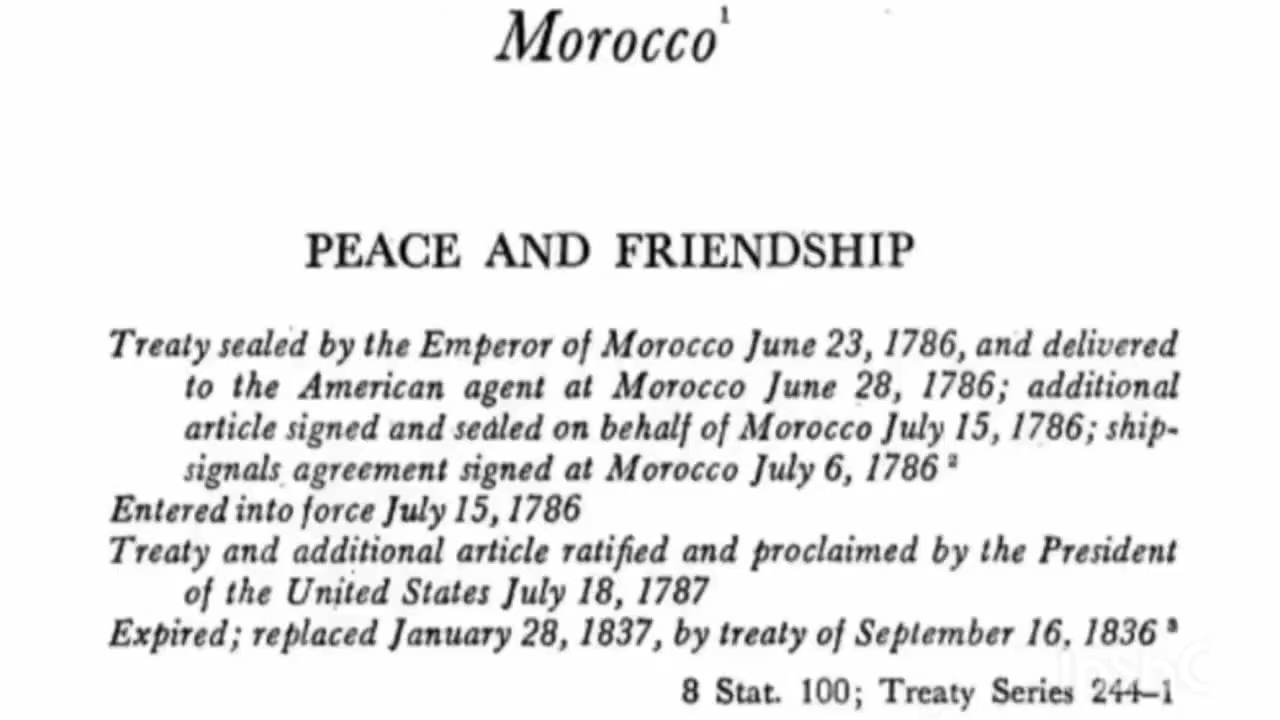 Morocco¹
PEACE AND FRIENDSHIP
Treaty sealed by the Emperor of Morocco June 23, 1786, and delivered
to the American agent at Morocco June 28, 1786; additional
article signed and sealed on behalf of Morocco July 15, 1786; ship-
signals agreement signed at Morocco July 6, 1786 ²
Entered into force July 15, 1786
Treaty and additional article ratified and proclaimed by the President
of the United States July 18, 1787
Expired; replaced January 28, 1837, by treaty of September 16, 1836 ³
8 Stat. 100; Treaty Series 244–1